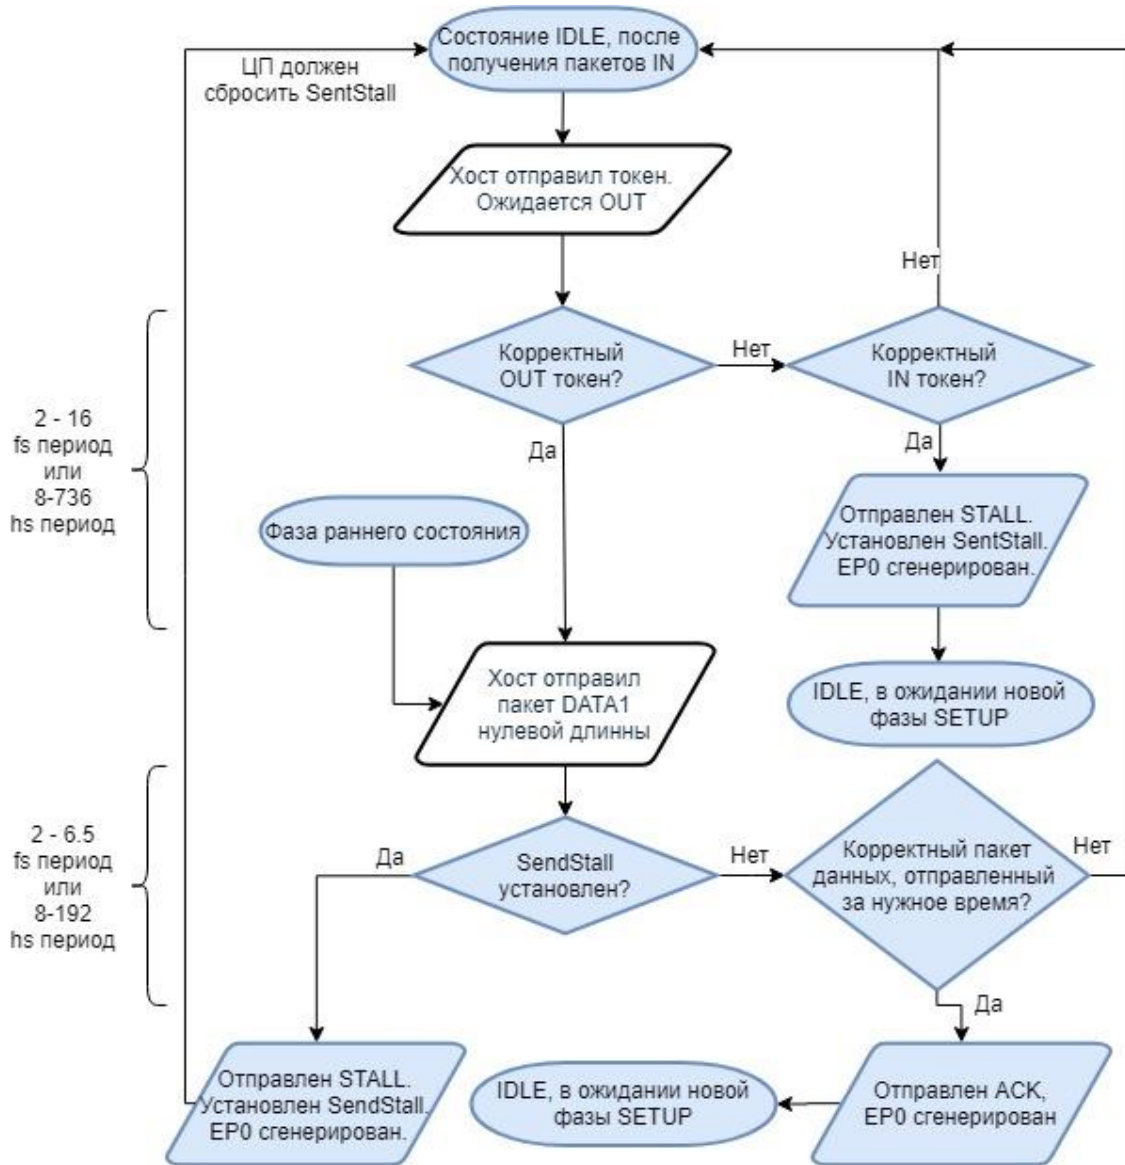 Состояние IDLE, после
получения пакетов IN
ЦП должен
сбросить SentStall
Хост отправил токен.
Ожидается OUT
Нет
Корректный
OUT токен?
Нет
Корректный
IN токен?
2 - 16
fs период
или
8-736
hs период
Да
Да
Фаза раннего состояния
Отправлен STALL.
Установлен SentStall.
EP0 сгенерирован.
Хост отправил
пакет DATA1
нулевой длинны
IDLE, в ожидании новой
фазы SETUP
2 - 6.5
fs период
или
8-192
hs период
Да
SendStall
установлен?
Нет
Корректный пакет
данных, отправленный
за нужное время?
Нет
Да
Отправлен STALL.
Установлен SendStall.
EP0 сгенерирован.
IDLE, в ожидании новой
фазы SETUP
Отправлен ACK,
EP0 сгенерирован